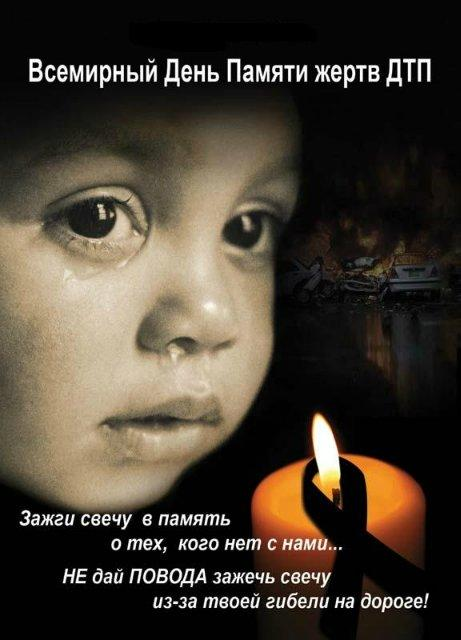 Всемирный День Памяти жертв ДТП
Зажги свечу в память
о тех, кого нет с нами...
НЕ дай ПОВОДА зажечь свечу
из-за твоей гибели на дороге!